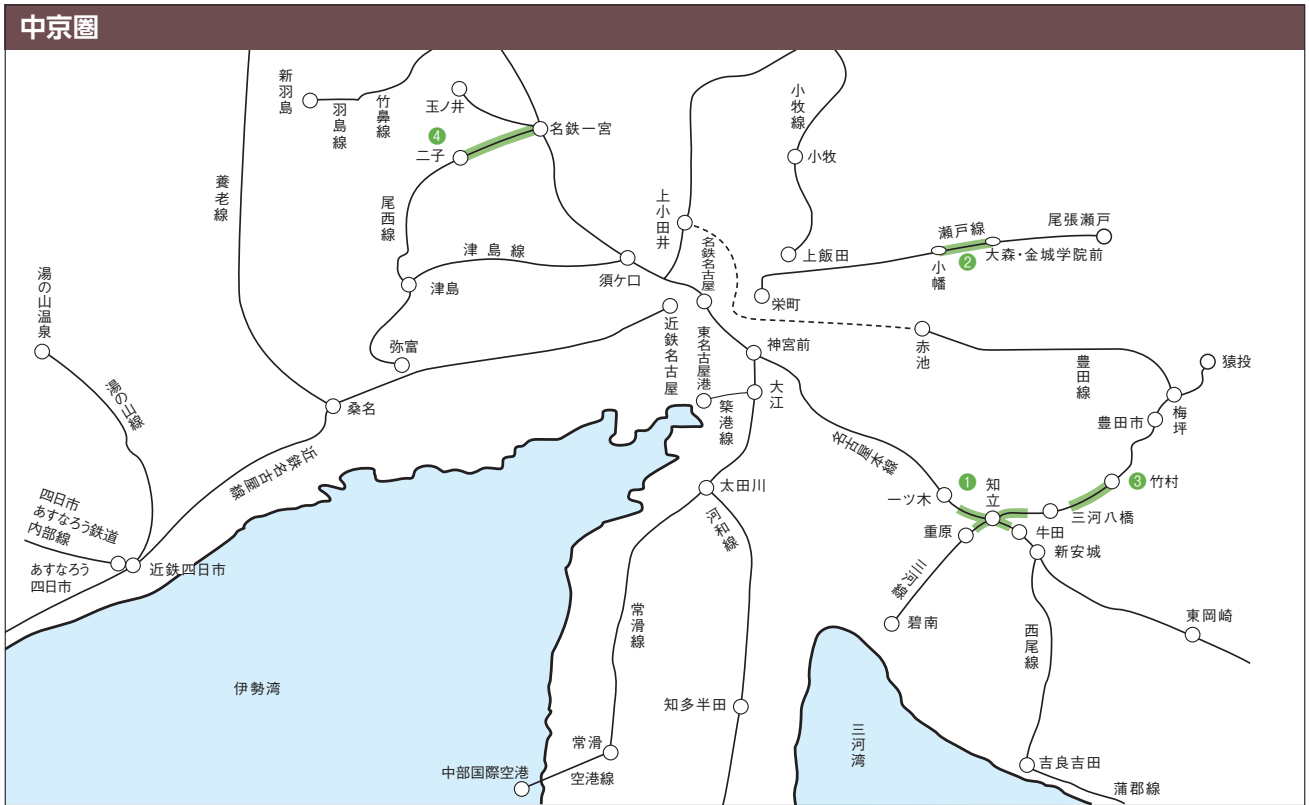 中京圏
新羽島
羽島線
竹鼻線
玉ノ井
④
二子
名鉄一宮
養老線
尾西線
津島線
津島
須ケ口
弥富
上小田井
名鉄名古屋
小牧線
小牧
上飯田
瀬戸線
尾張瀬戸
小幡
②
大森・金城学院前
栄町
湯の山温泉
湯の山線
近鉄名古屋
東名古屋港
神宮前
大江
築港線
赤池
豊田線
猿投
梅坪
豊田市
桑名
近鉄名古屋線
名古屋本線
太田川
河和線
一ツ木
①
知立
③
竹村
三河八橋
重原
牛田
新安城
四日市
あすなろう鉄道
内部線
あすなろう
四日市
近鉄四日市
三河線
碧南
東岡崎
西尾線
常滑線
伊勢湾
知多半田
三河湾
常滑
中部国際空港
空港線
吉良吉田
蒲郡線